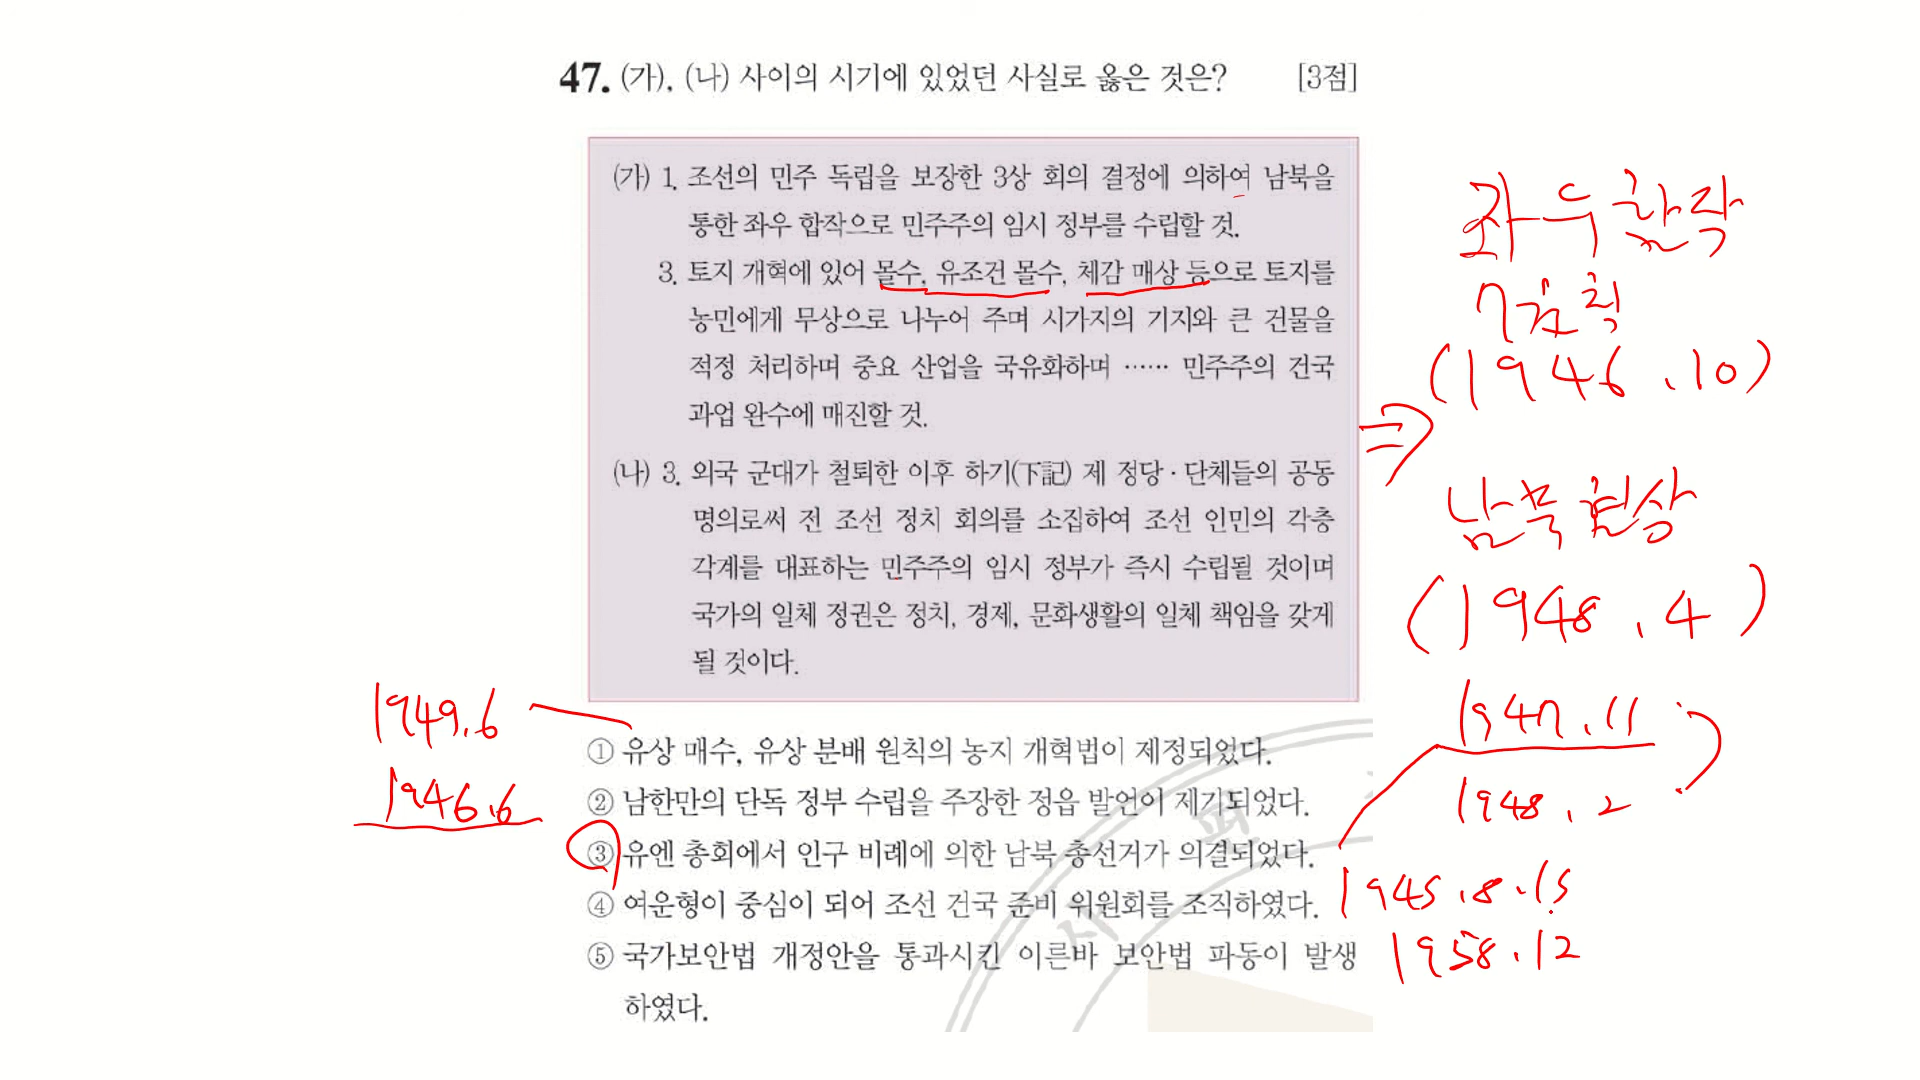 47. (가), (나) 사이의 시기에 있었던 사실로 옳은 것은? [3점]
(가) 1. 조선의 민주 독립을 보장한 3상 회의 결정에 의하여 남북을
통한 좌우 합작으로 민주주의 임시 정부를 수립할 것.
3. 토지 개혁에 있어 몰수, 유조건 몰수, 체감 매상 등으로 토지를
농민에게 무상으로 나누어 주며 시가지의 기지와 큰 건물을
적정 처리하며 중요 산업을 국유화하며 …… 민주주의 건국
과업 완수에 매진할 것.
(나) 3. 외국 군대가 철퇴한 이후 하기(下記) 제 정당·단체들의 공동
명의로써 전 조선 정치 회의를 소집하여 조선 인민의 각층
각계를 대표하는 민주주의 임시 정부가 즉시 수립될 것이며
국가의 일체 정권은 정치, 경제, 문화생활의 일체 책임을 갖게
될 것이다.
① 유상 매수, 유상 분배 원칙의 농지 개혁법이 제정되었다.
② 남한만의 단독 정부 수립을 주장한 정읍 발언이 제기되었다.
③ 유엔 총회에서 인구 비례에 의한 남북 총선거가 의결되었다.
④ 여운형이 중심이 되어 조선 건국 준비 위원회를 조직하였다.
⑤ 국가보안법 개정안을 통과시킨 이른바 보안법 파동이 발생
하였다.
좌우합작
7원칙
(1946.10)
남북협상
(1948.4)
1947.11
1948.2
1945.8.15
1958.12
1949.6
1946.6